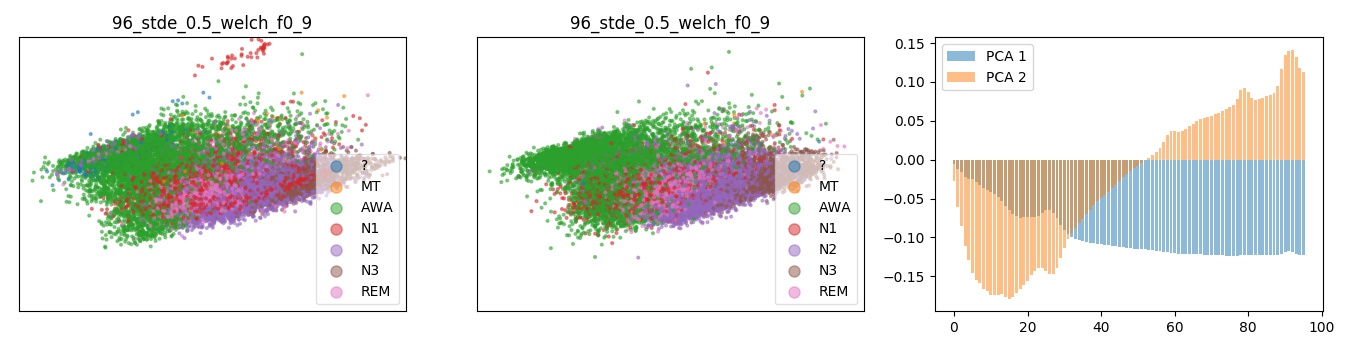 96_stde_0.5_welch_f0_9
?
MT
AWA
N1
N2
N3
REM
96_stde_0.5_welch_f0_9
?
MT
AWA
N1
N2
N3
REM
PCA 1
PCA 2
0.15
0.10
0.05
0.00
−0.05
−0.10
−0.15
0 20 40 60 80 100